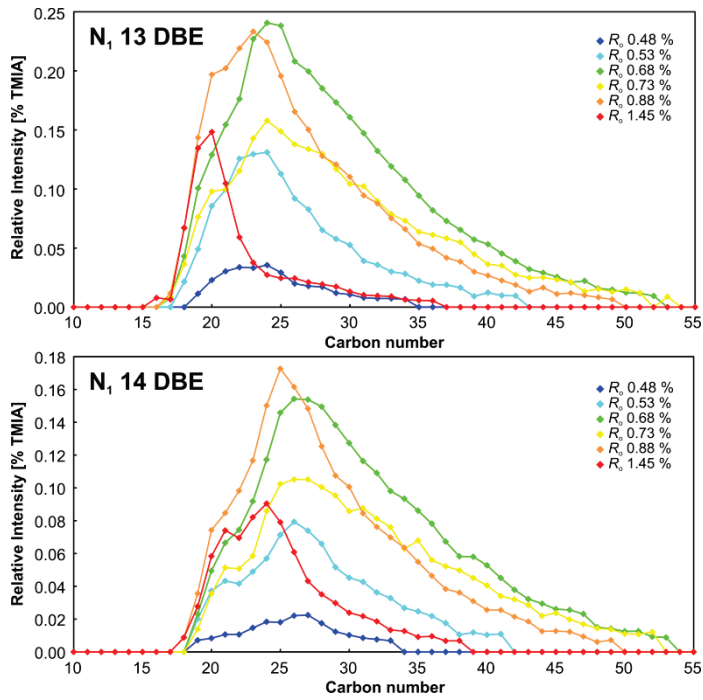 N₁ 13 DBE
Relative Intensity [% TMIA]
0.25
0.20
0.15
0.10
0.05
0.00
Rₒ 0.48 %
Rₒ 0.53 %
Rₒ 0.68 %
Rₒ 0.73 %
Rₒ 0.88 %
Rₒ 1.45 %
10 15 20 25 30 35 40 45 50 55
Carbon number
N₁ 14 DBE
Relative Intensity [% TMIA]
0.18
0.16
0.14
0.12
0.10
0.08
0.06
0.04
0.02
0.00
Rₒ 0.48 %
Rₒ 0.53 %
Rₒ 0.68 %
Rₒ 0.73 %
Rₒ 0.88 %
Rₒ 1.45 %
10 15 20 25 30 35 40 45 50 55
Carbon number